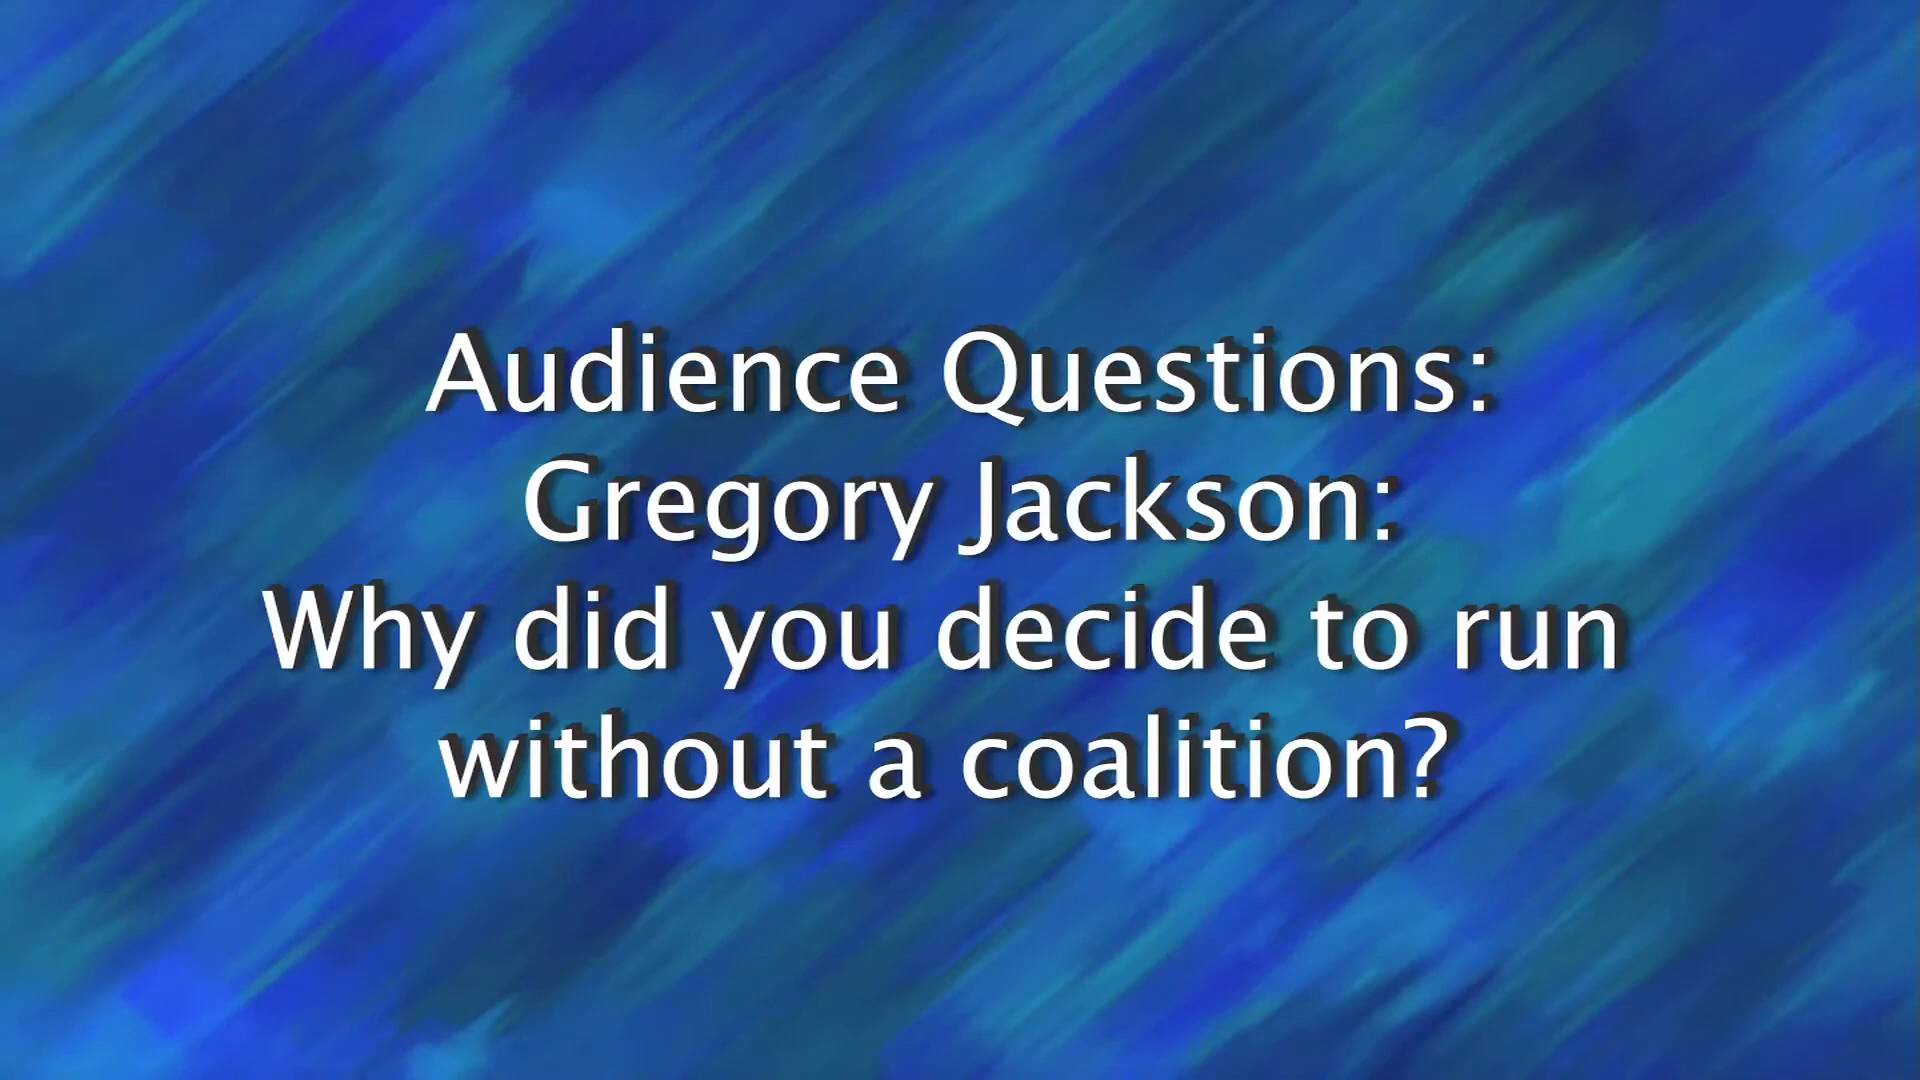 Audience Questions:
Gregory Jackson:
Why did you decide to run
without a coalition?